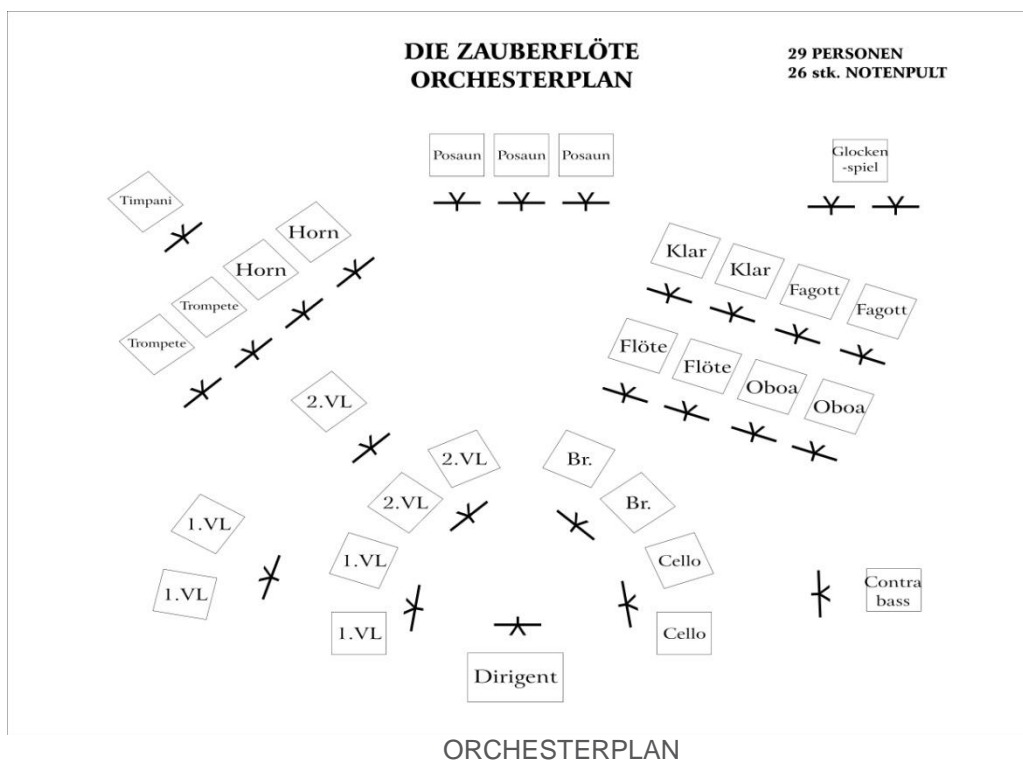 DIE ZAUBERFLÖTE
ORCHESTERPLAN
29 PERSONEN
26 stk. NOTENPULT
Posaun
Posaun
Posaun
Glocken
-spiel
Timpani
Horn
Horn
Trompete
Trompete
Klar
Klar
Fagott
Fagott
Flöte
Flöte
Oboa
Oboa
2.VL
2.VL
2.VL
Br.
Br.
1.VL
1.VL
1.VL
1.VL
Cello
Cello
Contra
bass
Dirigent
ORCHESTERPLAN